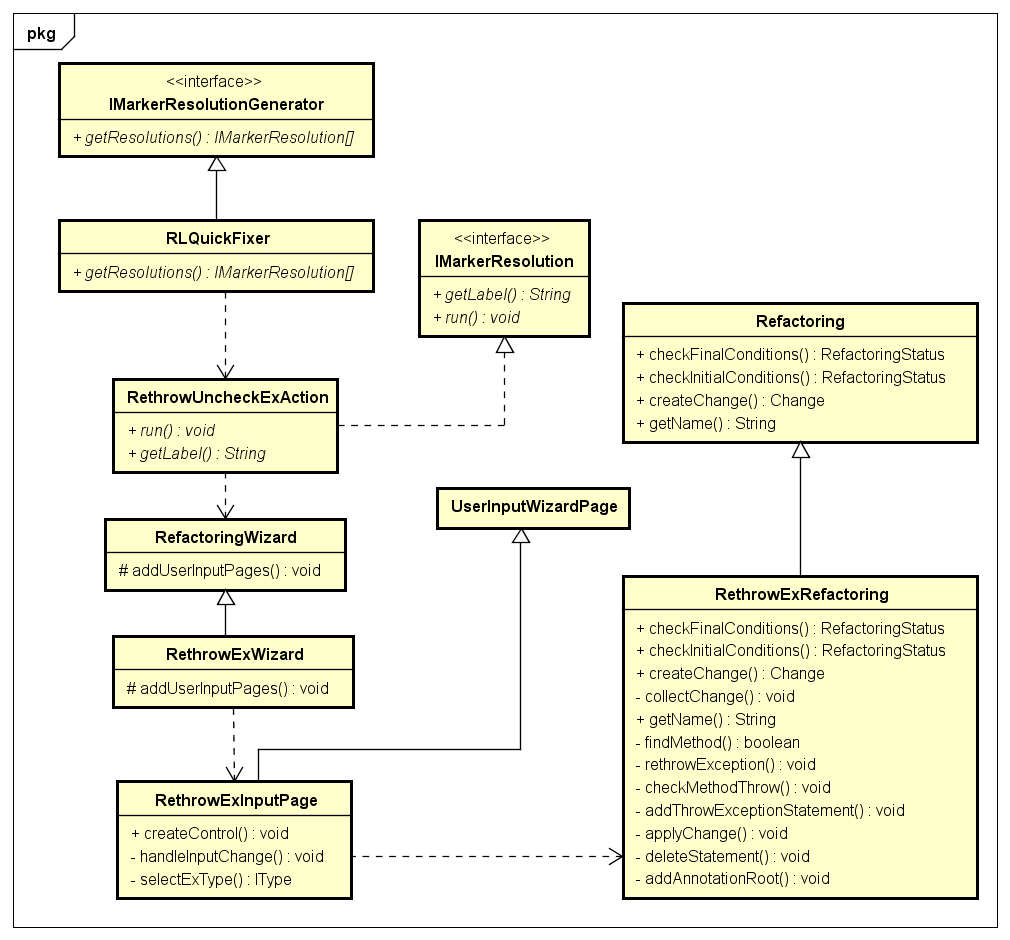 pkg
<<interface>>
IMarkerResolutionGenerator
+ getResolutions() : IMarkerResolution[]
RLQuickFixer
+ getResolutions() : IMarkerResolution[]
<<interface>>
IMarkerResolution
+ getLabel() : String
+ run() : void
Refactoring
+ checkFinalConditions() : RefactoringStatus
+ checkInitialConditions() : RefactoringStatus
+ createChange() : Change
+ getName() : String
RethrowUncheckExAction
+ run() : void
+ getLabel() : String
UserInputWizardPage
RefactoringWizard
# addUserInputPages() : void
RethrowExWizard
# addUserInputPages() : void
RethrowExInputPage
+ createControl() : void
- handleInputChange() : void
- selectExType() : IType
RethrowExRefactoring
+ checkFinalConditions() : RefactoringStatus
+ checkInitialConditions() : RefactoringStatus
+ createChange() : Change
- collectChange() : void
+ getName() : String
- findMethod() : boolean
- rethrowException() : void
- checkMethodThrow() : void
- addThrowExceptionStatement() : void
- applyChange() : void
- deleteStatement() : void
- addAnnotationRoot() : void